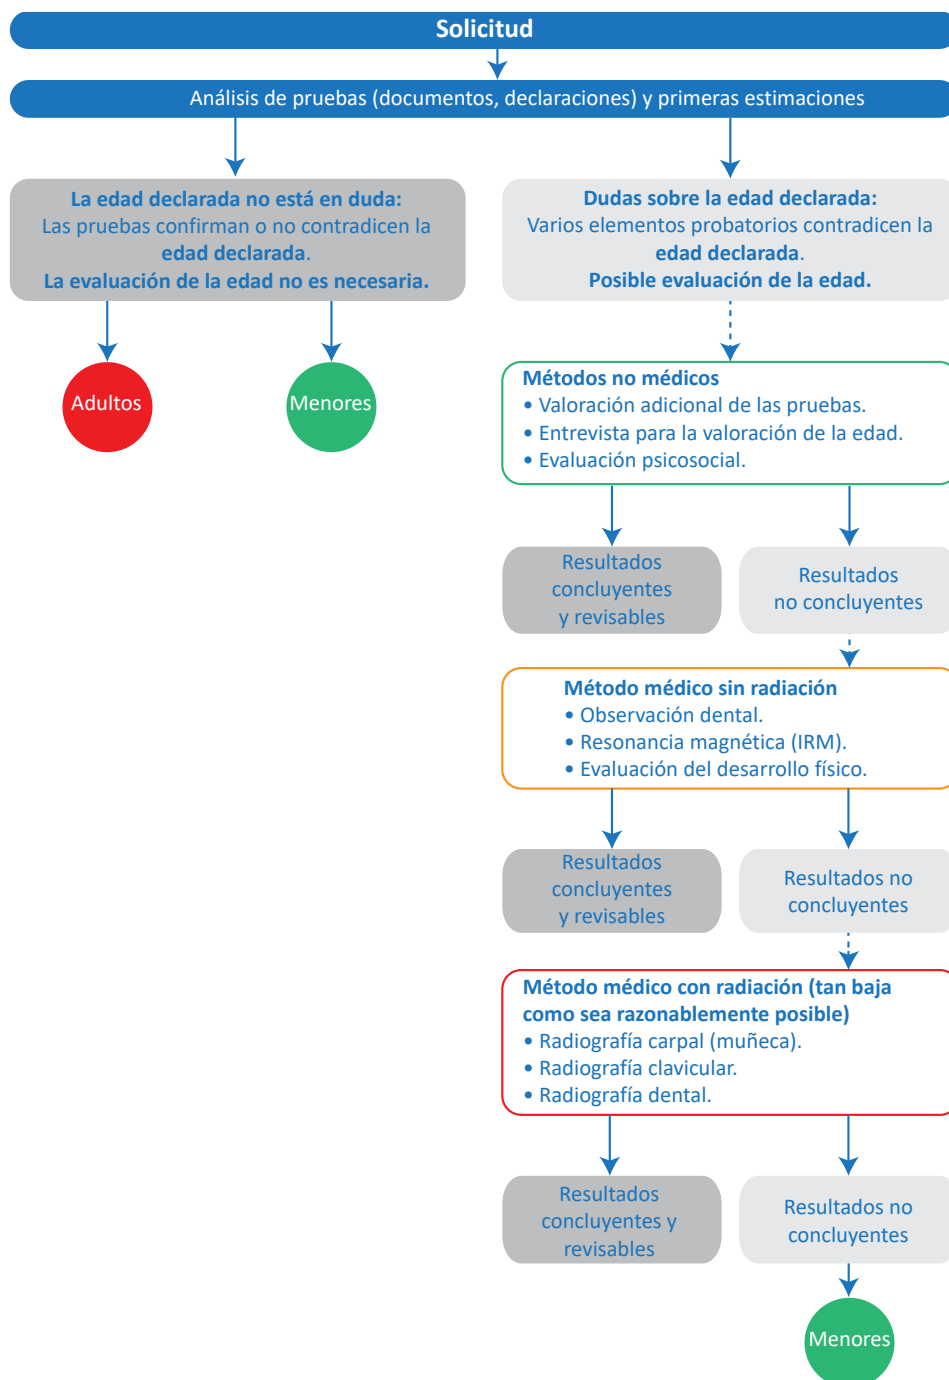 Solicitud
Análisis de pruebas (documentos, declaraciones) y primeras estimaciones
La edad declarada no está en duda:
Las pruebas confirman o no contradicen la
edad declarada.
La evaluación de la edad no es necesaria.
Dudas sobre la edad declarada:
Varios elementos probatorios contradicen la
edad declarada.
Posible evaluación de la edad.
Adultos
Menores
Métodos no médicos
• Valoración adicional de las pruebas.
• Entrevista para la valoración de la edad.
• Evaluación psicosocial.
Resultados
concluyentes
y revisables
Resultados
no concluyentes
Método médico sin radiación
• Observación dental.
• Resonancia magnética (IRM).
• Evaluación del desarrollo físico.
Resultados
concluyentes
y revisables
Resultados no
concluyentes
Método médico con radiación (tan baja
como sea razonablemente posible)
• Radiografía carpal (muñeca).
• Radiografía clavicular.
• Radiografía dental.
Resultados
concluyentes y
revisables
Resultados no
concluyentes
Menores